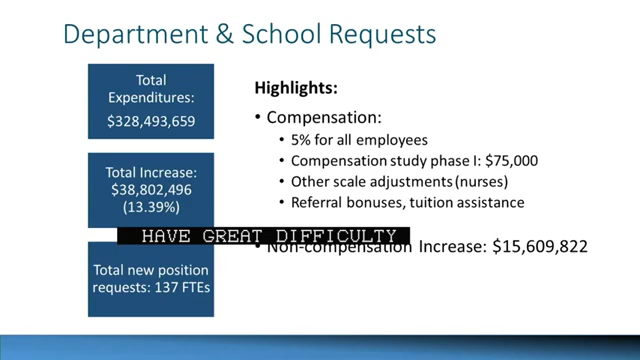 Department & School Requests
Total
Expenditures:
$328,493,659
Total Increase:
$38,802,496
(13.39%)
Total new position
requests: 137 FTEs
Highlights:
• Compensation:
• 5% for all employees
• Compensation study phase I: $75,000
• Other scale adjustments (nurses)
• Referral bonuses, tuition assistance
HAVE GREAT DIFFICULTY
• Non-compensation Increase: $15,609,822